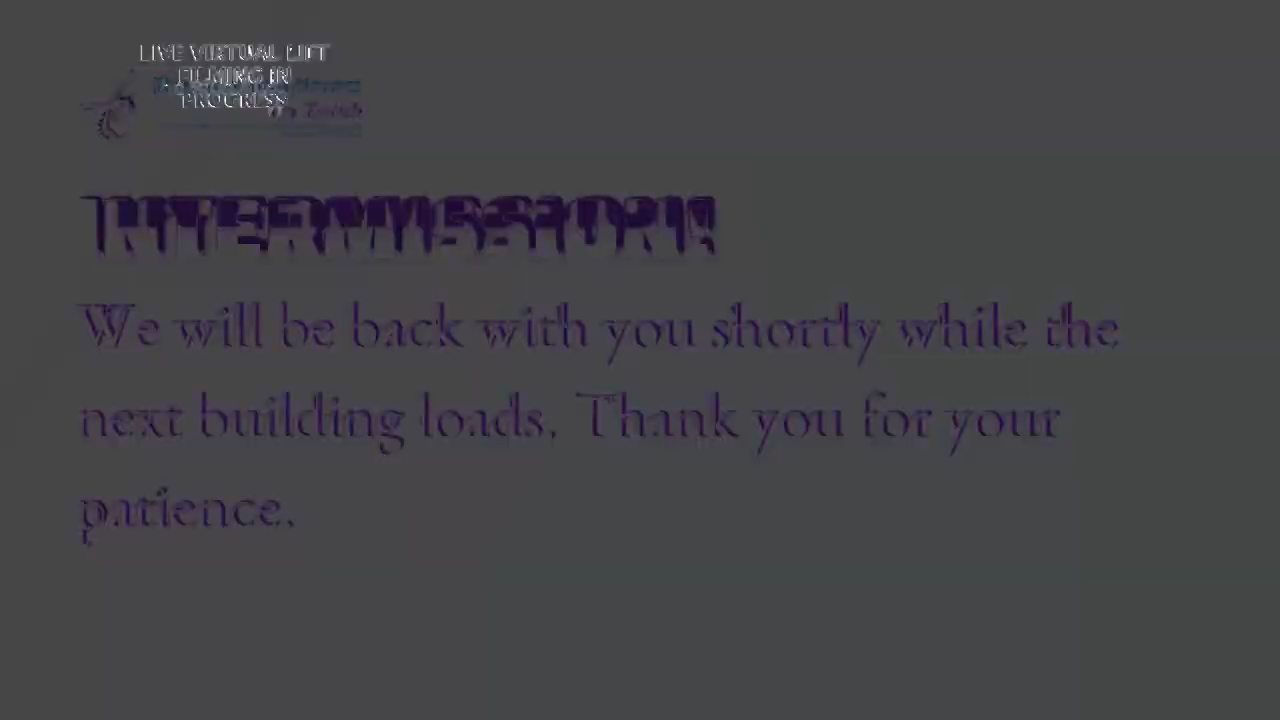 LIVE VIRTUAL LIFT
FILMING IN
PROGRESS
INTERMISSION!
We will be back with you shortly while the
next building loads. Thank you for your
patience.